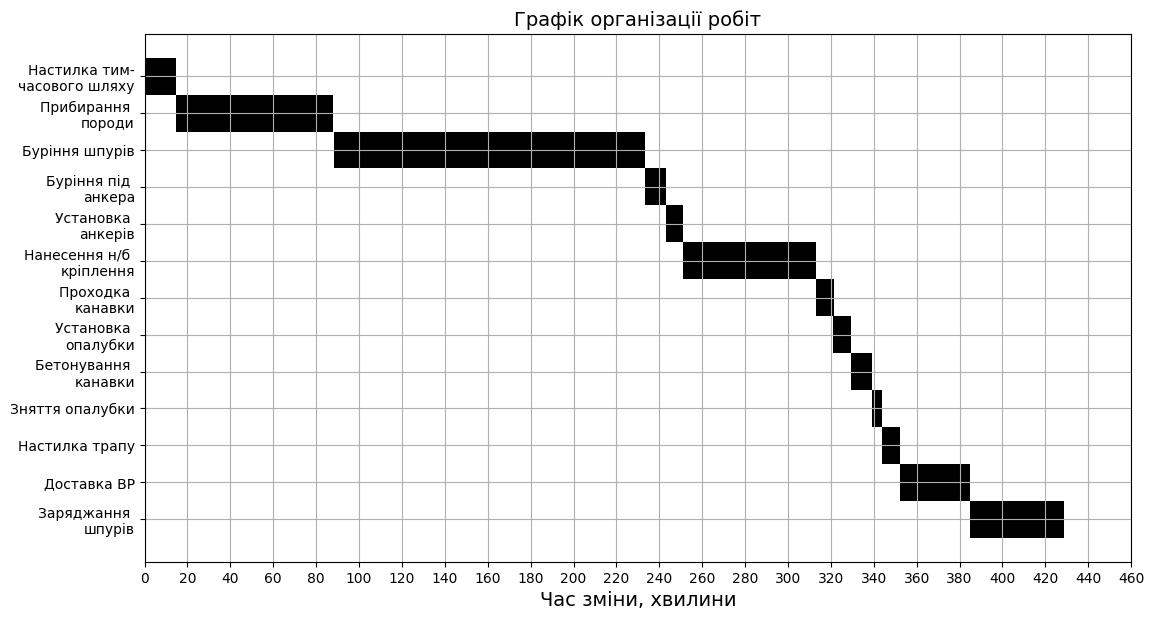 Графік організації робіт
Настилка тим-
часового шляху
Прибирання
породи
Буріння шпурів
Буріння під
анкера
Установка
анкерів
Нанесення н/б
кріплення
Проходка
канавки
Установка
опалубки
Бетонування
канавки
Зняття опалубки
Настилка трапу
Доставка ВР
Заряджання
шпурів
0 20 40 60 80 100 120 140 160 180 200 220 240 260 280 300 320 340 360 380 400 420 440 460
Час зміни, хвилини